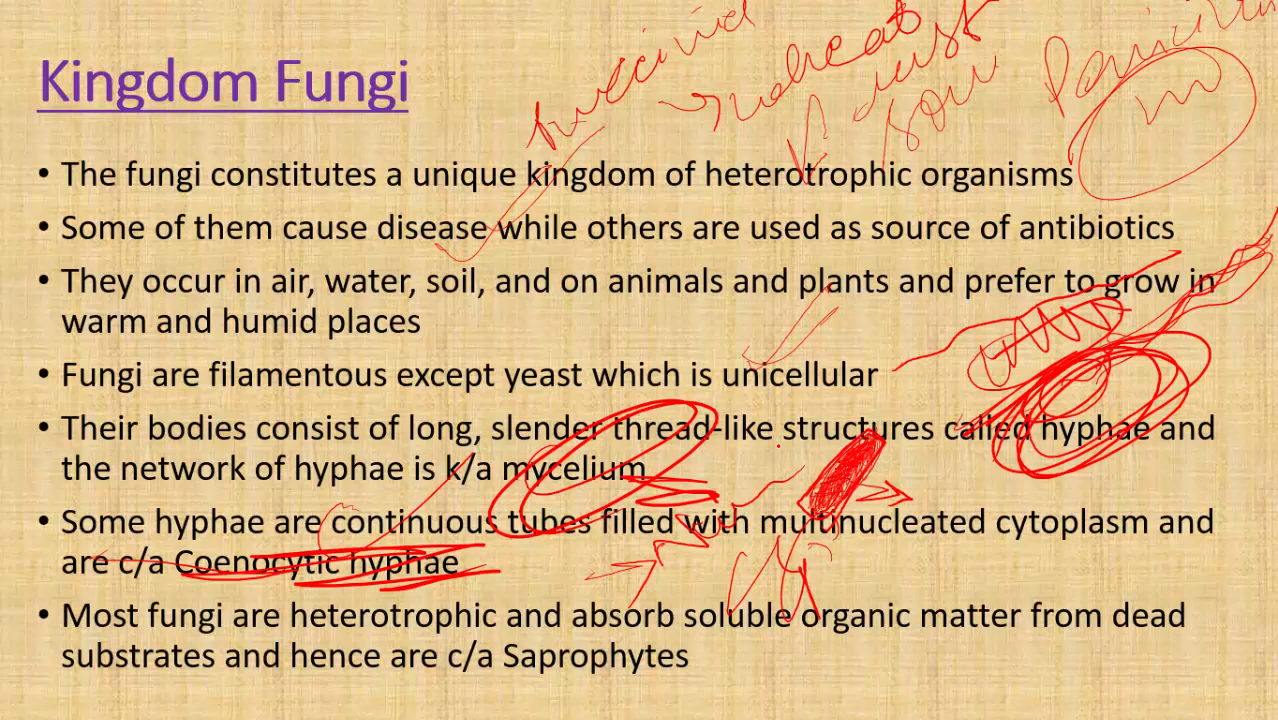 Kingdom Fungi
puccinia
wheat
rust
• The fungi constitutes a unique kingdom of heterotrophic organisms
• Some of them cause disease while others are used as source of antibiotics
• They occur in air, water, soil, and on animals and plants and prefer to grow in
warm and humid places
• Fungi are filamentous except yeast which is unicellular
• Their bodies consist of long, slender thread-like structures called hyphae and
the network of hyphae is k/a mycelium
• Some hyphae are continuous tubes filled with multinucleated cytoplasm and
are c/a Coenocytic hyphae
• Most fungi are heterotrophic and absorb soluble organic matter from dead
substrates and hence are c/a Saprophytes